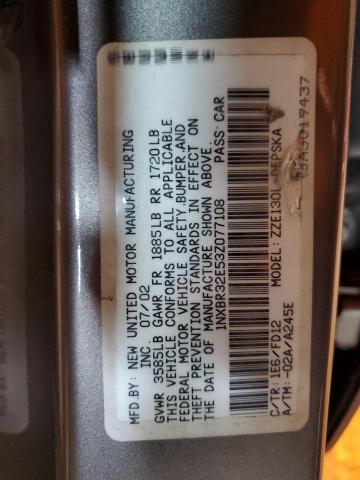 MFD.BY: NEW UNITED MOTOR MANUFACTURING
INC. 07/02
GVWR 3585LB GAWR FR 1885LB RR 1720LB
THIS VEHICLE CONFORMS TO ALL APPLICABLE
FEDERAL MOTOR VEHICLE SAFETY,BUMPER,AND
THEFT PREVENTION STANDARDS IN EFFECT ON
THE DATE OF MANUFACTURE SHOWN ABOVE.
1NXBR32E53Z077108 PASS CAR
C/TR: 1E6/FD12 MODEL: ZZE130L-DEPSKA
A/TM: -02A/A245E